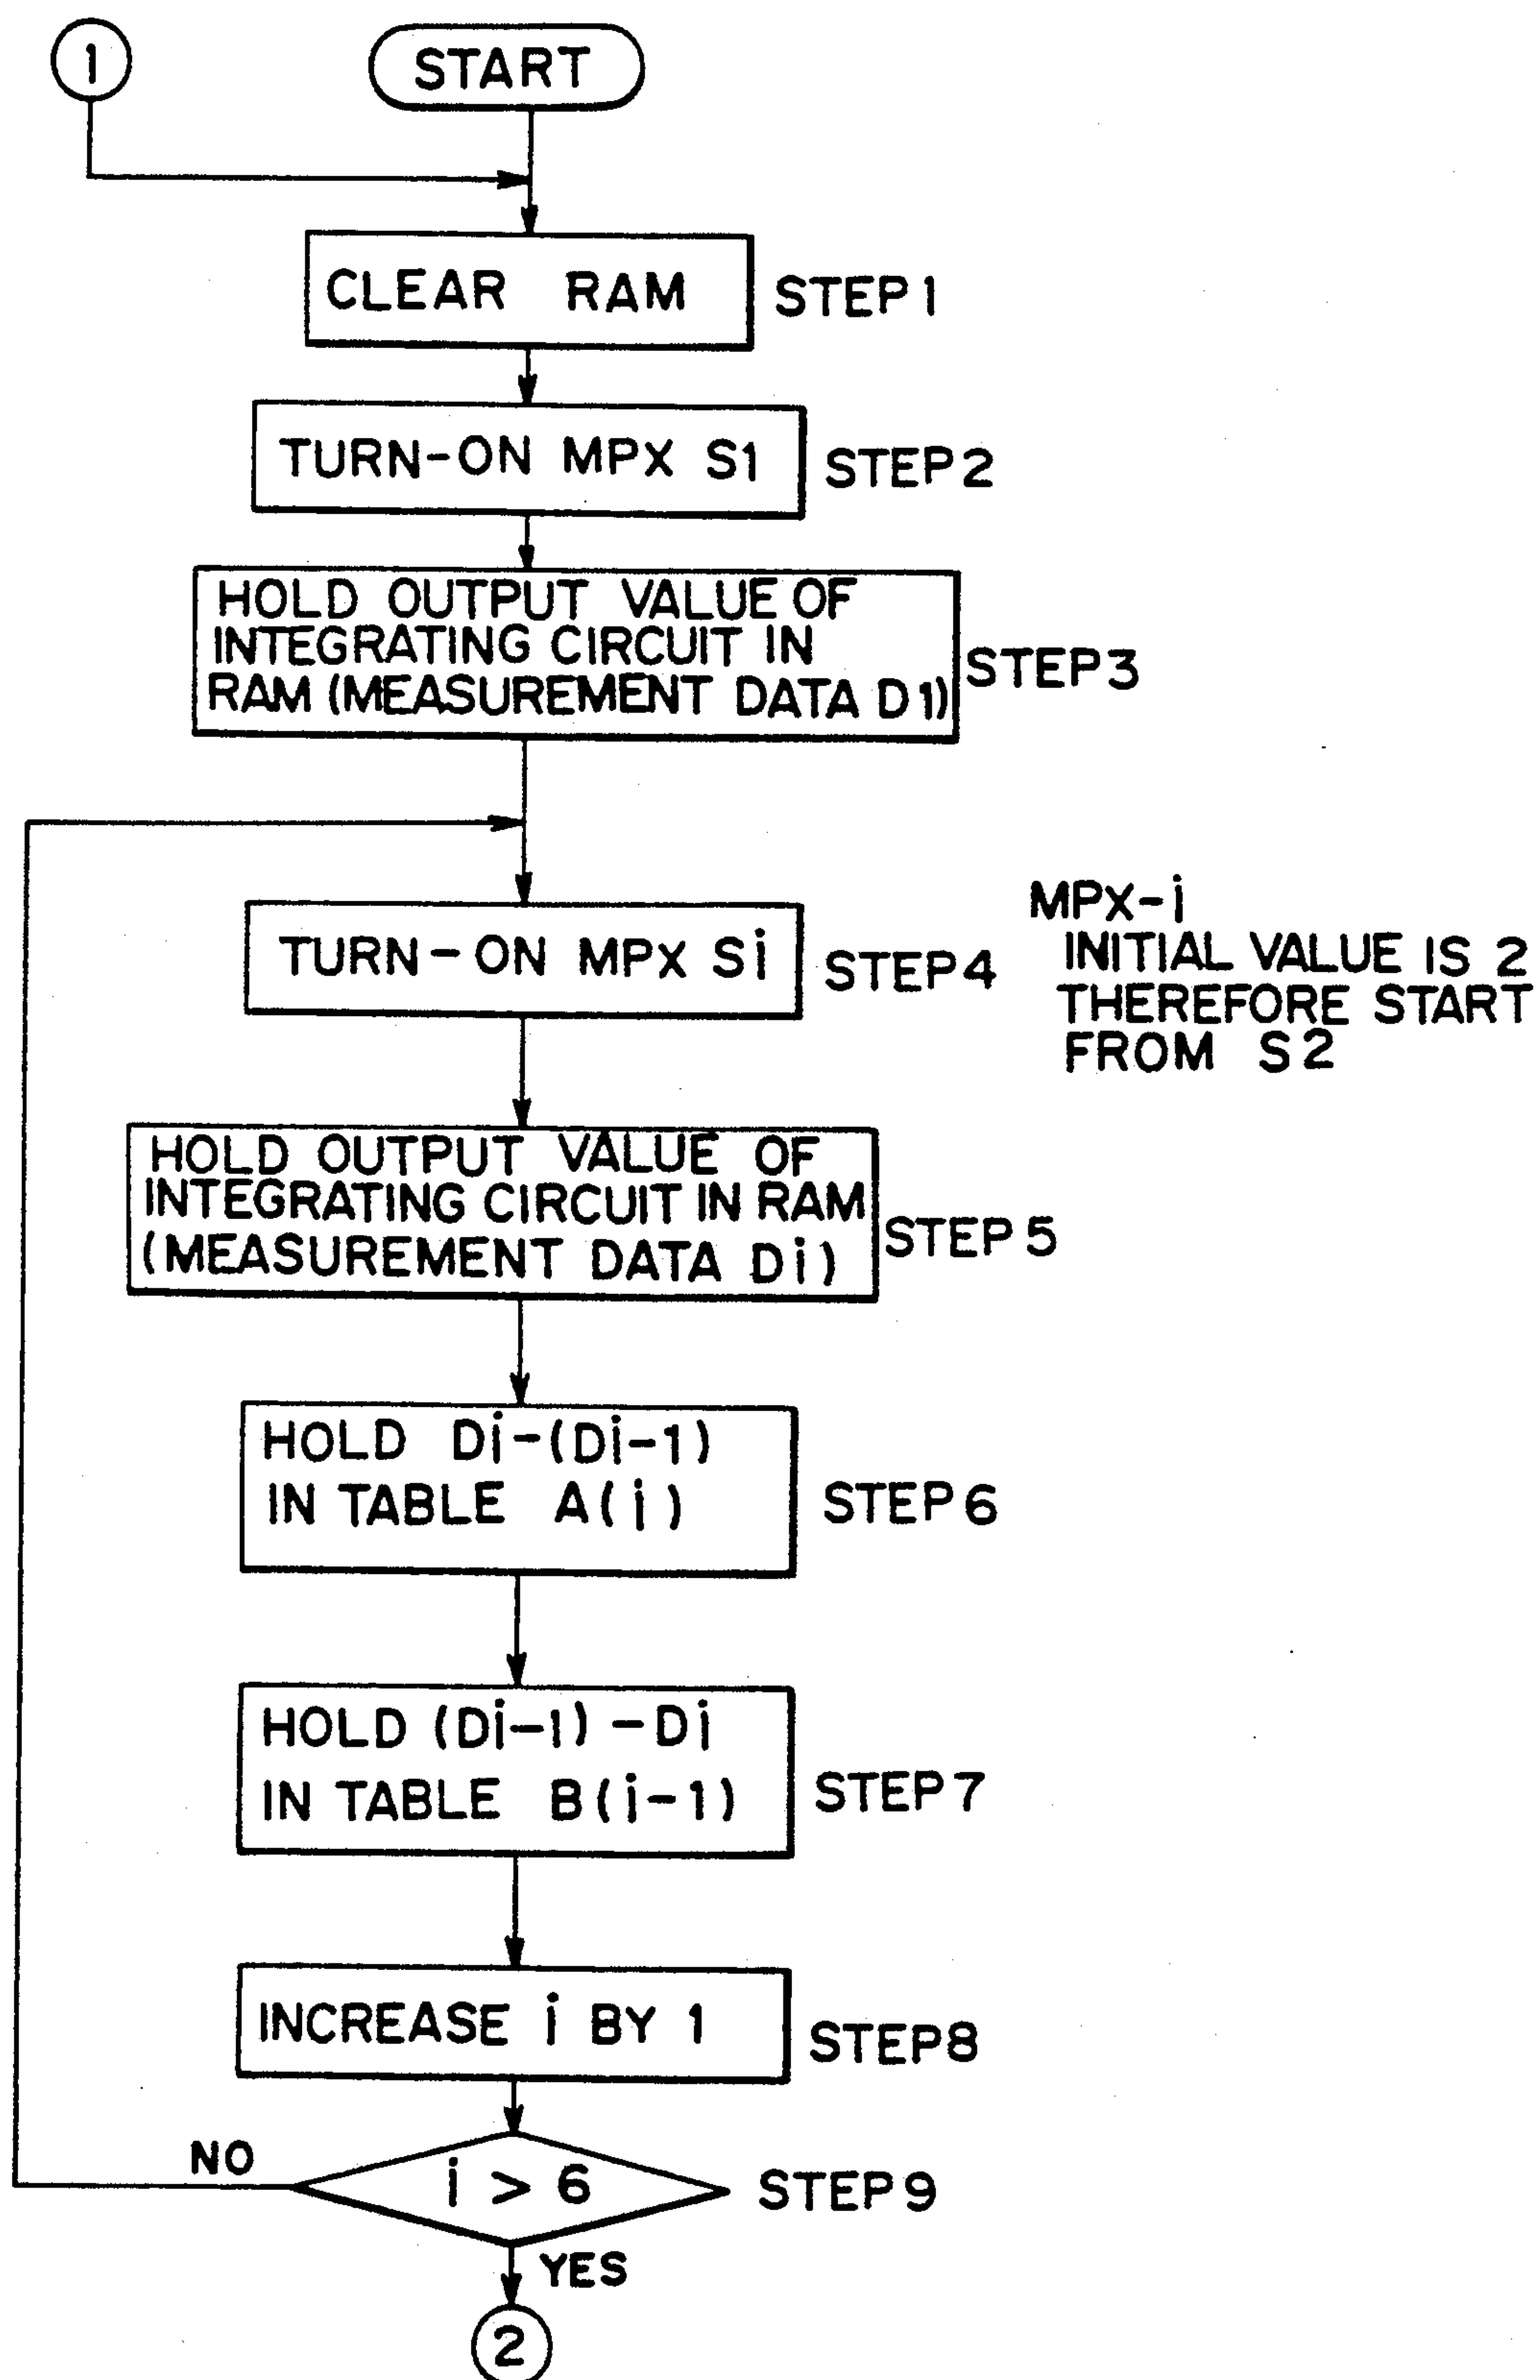 1
START
CLEAR RAM
STEP 1
TURN-ON MPX S1
STEP 2
HOLD OUTPUT VALUE OF
INTEGRATING CIRCUIT IN
RAM (MEASUREMENT DATA D1)
STEP 3
TURN-ON MPX Si
STEP 4
MPX-i
INITIAL VALUE IS 2
THEREFORE START
FROM S2
HOLD OUTPUT VALUE OF
INTEGRATING CIRCUIT IN RAM
(MEASUREMENT DATA Di)
STEP 5
HOLD Di-(Di-1)
IN TABLE A(i)
STEP 6
HOLD (Di-1)-Di
IN TABLE B(i-1)
STEP 7
INCREASE i BY 1
STEP 8
i > 6
STEP 9
NO
YES
2